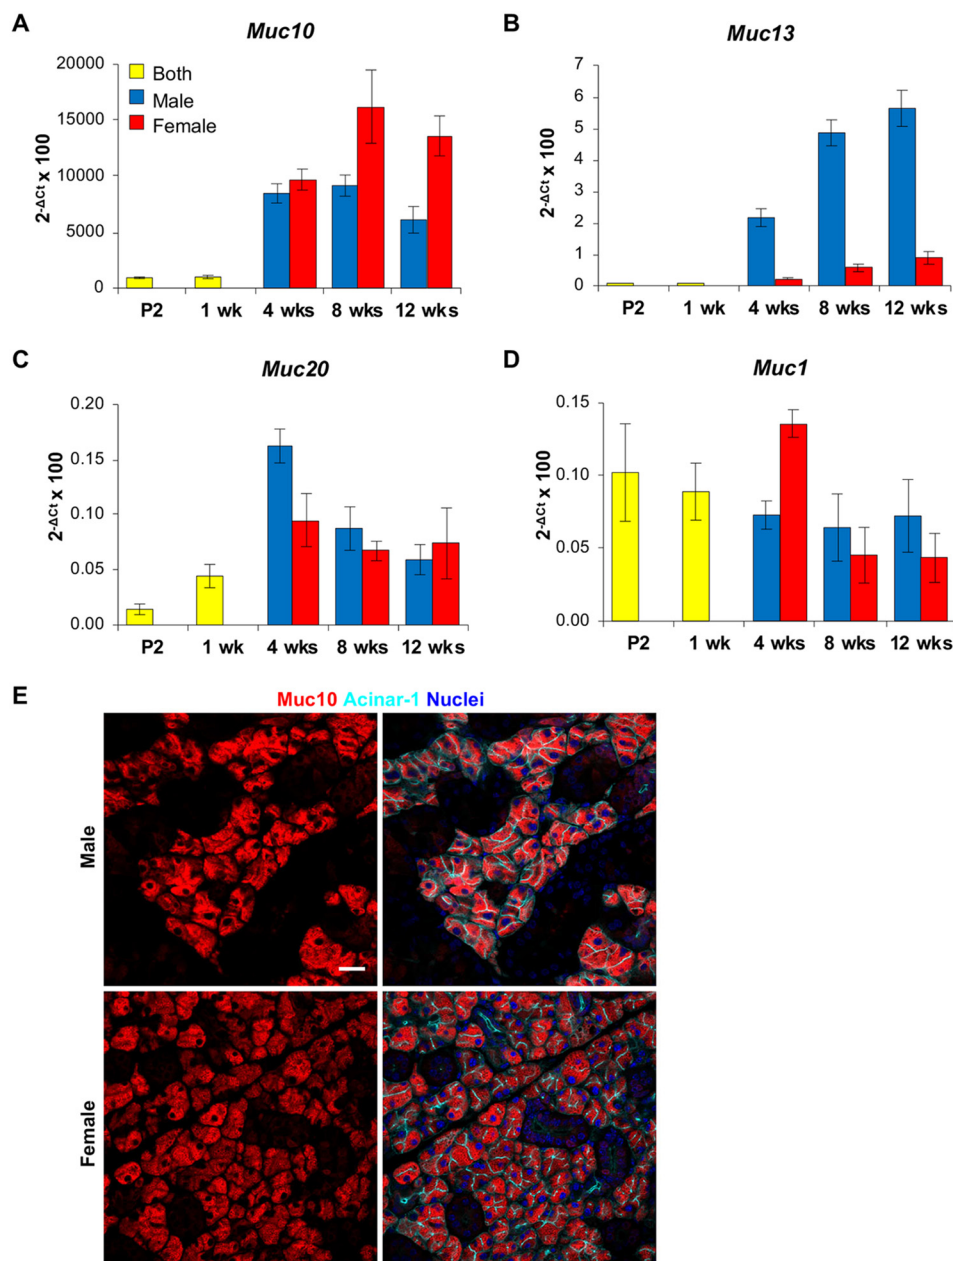 A
Muc10
20000
15000
10000
5000
0
2-ΔCt x 100
Both
Male
Female
P2 1 wk 4 wks 8 wks 12 wks
B
Muc13
7
6
5
4
3
2
1
0
2-ΔCt x 100
P2 1 wk 4 wks 8 wks 12 wks
C
Muc20
0.20
0.15
0.10
0.05
0.00
2-ΔCt x 100
P2 1 wk 4 wks 8 wks 12 wks
D
Muc1
0.15
0.10
0.05
0.00
2-ΔCt x 100
P2 1 wk 4 wks 8 wks 12 wks
E
Muc10 Acinar-1 Nuclei
Male
Female